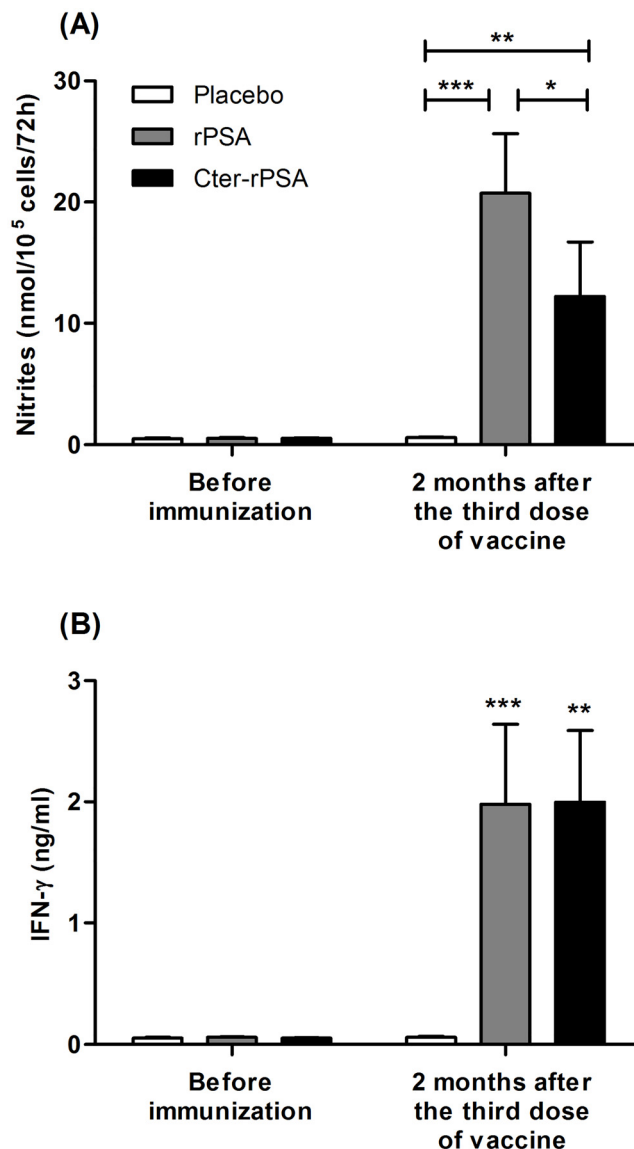 (A)
**
*** *
30
20
10
0
Nitrites (nmol/10⁵ cells/72h)
Placebo
rPSA
Cter-rPSA
Before
immunization
2 months after
the third dose
of vaccine
(B)
*** **
3
2
1
0
IFN-γ (ng/ml)
Before
immunization
2 months after
the third dose
of vaccine